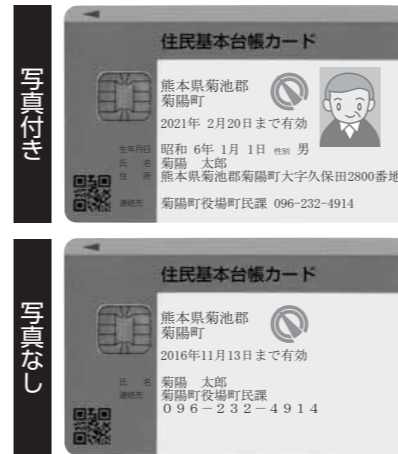 写真付き
住民基本台帳カード
熊本県菊池郡
菊陽町
2021年 2月20日まで有効
生年月日 昭和 6年 1月 1日 性別 男
氏 名 菊陽 太郎
住 所 熊本県菊池郡菊陽町大字久保田2800番地
連絡先 菊陽町役場町民課 096-232-4914
写真なし
住民基本台帳カード
熊本県菊池郡
菊陽町
2016年11月13日まで有効
氏 名 菊陽 太郎
連絡先 菊陽町役場町民課
096－232－4914